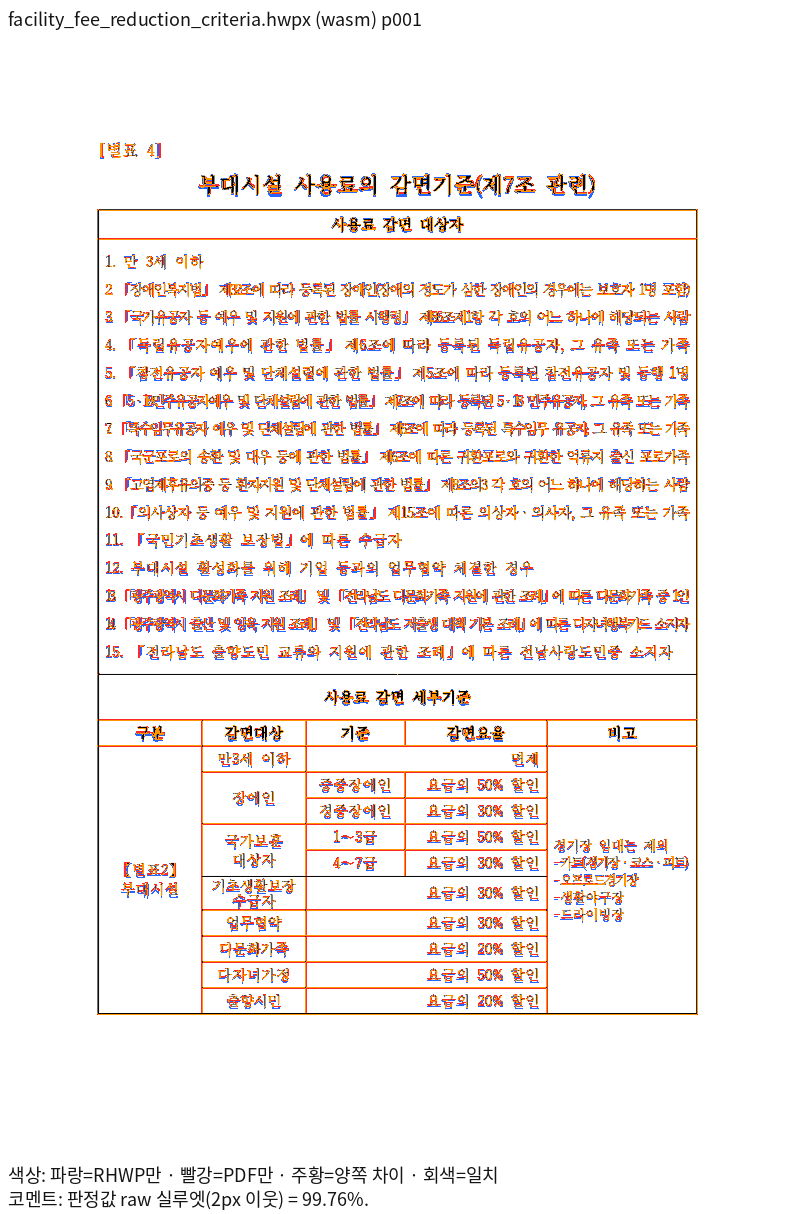 facility_fee_reduction_criteria.hwpx (wasm) p001
[별표 4]
부대시설 사용료의 감면기준(제7조 관련)
사용료 감면 대상자
1. 만 3세 이하
2. 「장애인복지법」 제32조에 따라 등록된 장애인(장애의 정도가 심한 장애인의 경우에는 보호자 1명 포함)
3. 「국가유공자 등 예우 및 지원에 관한 법률 시행령」 제86조제1항 각 호의 어느 하나에 해당되는 사람
4. 「독립유공자예우에 관한 법률」 제6조에 따라 등록된 독립유공자, 그 유족 또는 가족
5. 「참전유공자 예우 및 단체설립에 관한 법률」 제5조에 따라 등록된 참전유공자 및 동행 1명
6. 「5·18민주유공자예우 및 단체설립에 관한 법률」 제7조에 따라 등록된 5·18 민주유공자, 그 유족 또는 가족
7. 「특수임무유공자 예우 및 단체설립에 관한 법률」 제6조에 따라 등록된 특수임무 유공자, 그 유족 또는 가족
8. 「국군포로의 송환 및 대우 등에 관한 법률」 제6조에 따른 귀환포로와 귀환한 억류지 출신 포로가족
9. 「고엽제후유의증 등 환자지원 및 단체설립에 관한 법률」 제8조의3 각 호의 어느 하나에 해당하는 사람
10. 「의사상자 등 예우 및 지원에 관한 법률」 제15조에 따른 의상자·의사자, 그 유족 또는 가족
11. 「국민기초생활 보장법」에 따른 수급자
12. 부대시설 활성화를 위해 기업 등과의 업무협약 체결한 경우
13. 「광주광역시 다문화가족 지원 조례」 및 「전라남도 다문화가족 지원에 관한 조례」에 따른 다문화가족 중 1인
14. 「광주광역시 출산 및 양육 지원 조례」 및 「전라남도 저출생 대책 기본 조례」에 따른 다자녀행복카드 소지자
15. 「전라남도 출향도민 교류와 지원에 관한 조례」에 따른 전남사랑도민증 소지자
사용료 감면 세부기준
구분 감면대상 기준 감면요율 비고
만3세 이하 면제
장애인 중증장애인 요금의 50% 할인
경증장애인 요금의 30% 할인
국가보훈 대상자 1~3급 요금의 50% 할인
4~7급 요금의 30% 할인
[별표2]
부대시설
기초생활보장 수급자 요금의 30% 할인
업무협약 요금의 30% 할인
다문화가족 요금의 20% 할인
다자녀가정 요금의 50% 할인
출향시민 요금의 20% 할인
경기장 임대는 제외
-카트(경기장·코스·피트)
-오프로드경기장
-생활야구장
-드라이빙장
색상: 파랑=RHWP만 · 빨강=PDF만 · 주황=양쪽 차이 · 회색=일치
코멘트: 판정값 raw 실루엣(2px 이웃) = 99.76%.